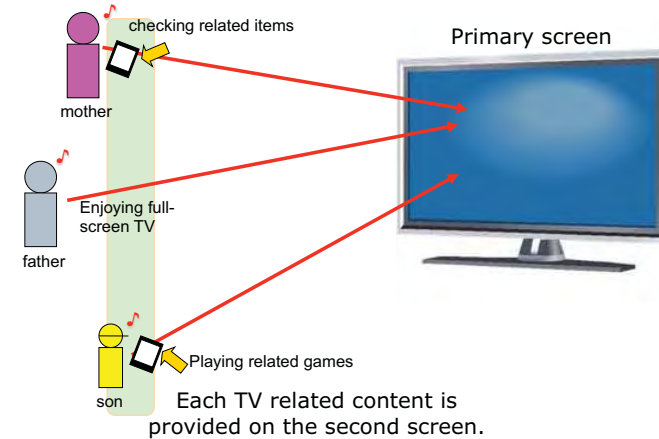 checking related items
Primary screen
mother
Enjoying full-
screen TV
father
Playing related games
son
Each TV related content is
provided on the second screen.